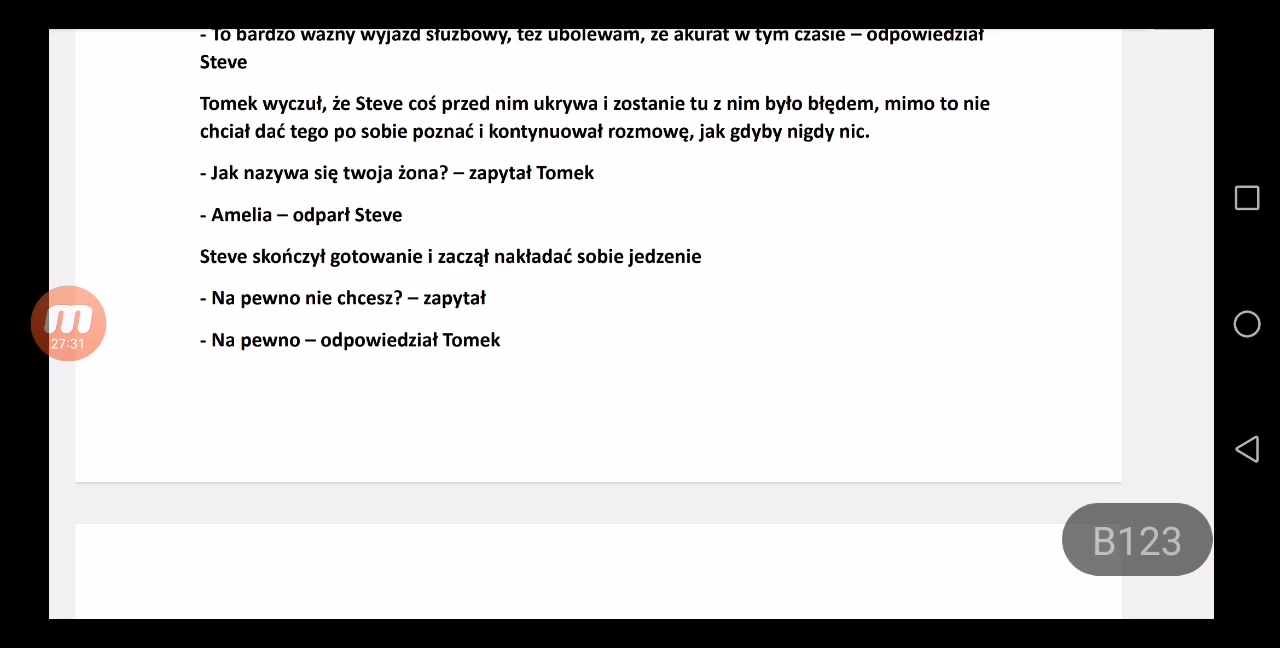 - To bardzo ważny wyjazd służbowy, też ubolewam, że akurat w tym czasie – odpowiedział
Steve
Tomek wyczuł, że Steve coś przed nim ukrywa i zostanie tu z nim było błędem, mimo to nie
chciał dać tego po sobie poznać i kontynuował rozmowę, jak gdyby nigdy nic.
- Jak nazywa się twoja żona? – zapytał Tomek
- Amelia – odparł Steve
Steve skończył gotowanie i zaczął nakładać sobie jedzenie
- Na pewno nie chcesz? – zapytał
m
27:31
- Na pewno – odpowiedział Tomek
B123